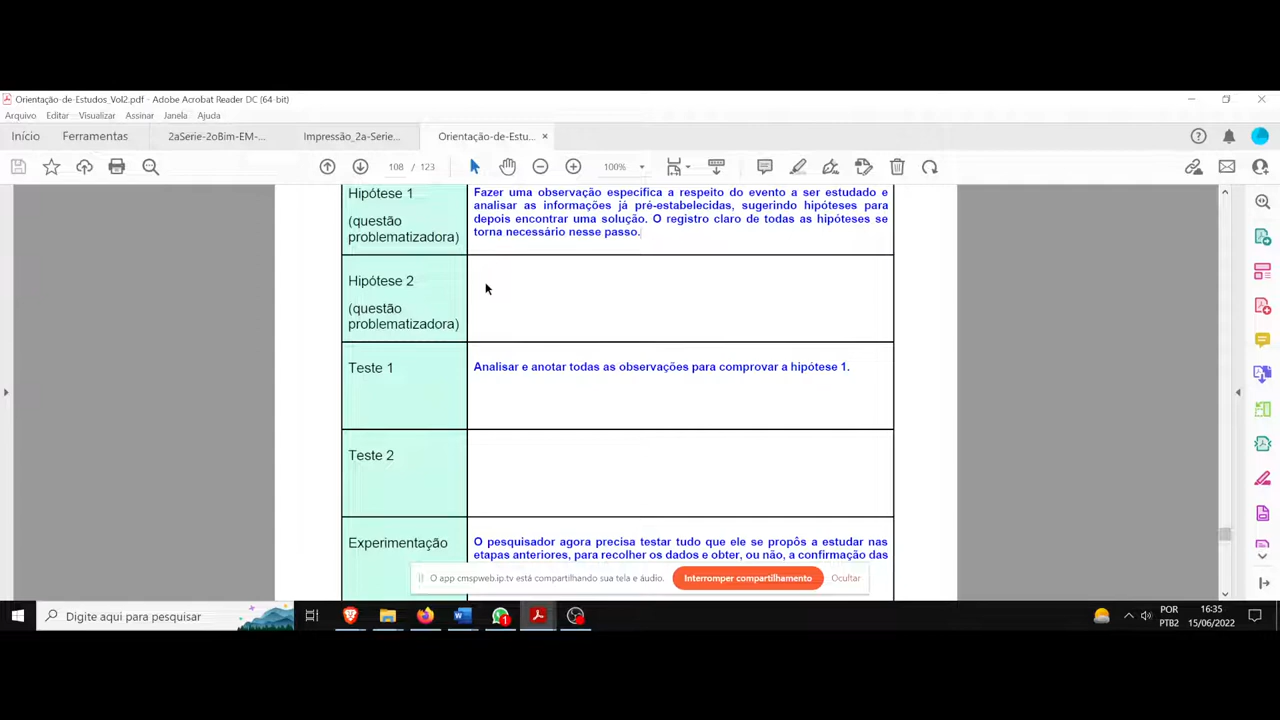 Orientação-de-Estudos_Vol2.pdf - Adobe Acrobat Reader DC (64-bit)
Arquivo Editar Visualizar Assinar Janela Ajuda
Início Ferramentas 2aSerie-2oBim-EM-... Impressão_2a-Serie... Orientação-de-Estu... ×
108 / 123 100%
Hipótese 1
(questão
problematizadora)
Fazer uma observação específica a respeito do evento a ser estudado e
analisar as informações já pré-estabelecidas, sugerindo hipóteses para
depois encontrar uma solução. O registro claro de todas as hipóteses se
torna necessário nesse passo.
Hipótese 2
(questão
problematizadora)
Teste 1
Analisar e anotar todas as observações para comprovar a hipótese 1.
Teste 2
Experimentação
O pesquisador agora precisa testar tudo que ele se propôs a estudar nas
etapas anteriores, para recolher os dados e obter, ou não, a confirmação das
O app cmspweb.ip.tv está compartilhando sua tela e áudio. Interromper compartilhamento Ocultar
Digite aqui para pesquisar
1
POR
PTB2
16:35
15/06/2022